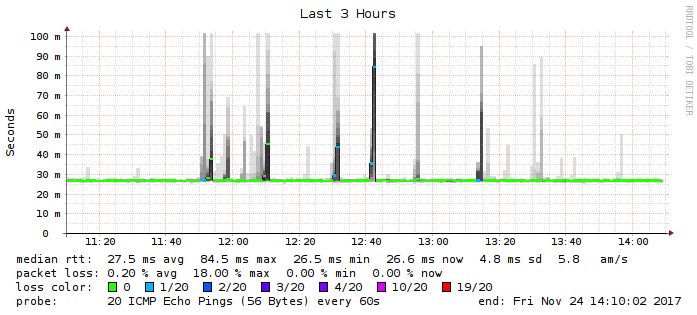 Last 3 Hours
RRDTOOL / TOBI OETIKER
Seconds
100 m
90 m
80 m
70 m
60 m
50 m
40 m
30 m
20 m
10 m
0
11:20 11:40 12:00 12:20 12:40 13:00 13:20 13:40 14:00
median rtt: 27.5 ms avg 84.5 ms max 26.5 ms min 26.6 ms now 4.8 ms sd 5.8 am/s
packet loss: 0.20 % avg 18.00 % max 0.00 % min 0.00 % now
loss color: 0 1/20 2/20 3/20 4/20 10/20 19/20
probe: 20 ICMP Echo Pings (56 Bytes) every 60s end: Fri Nov 24 14:10:02 2017